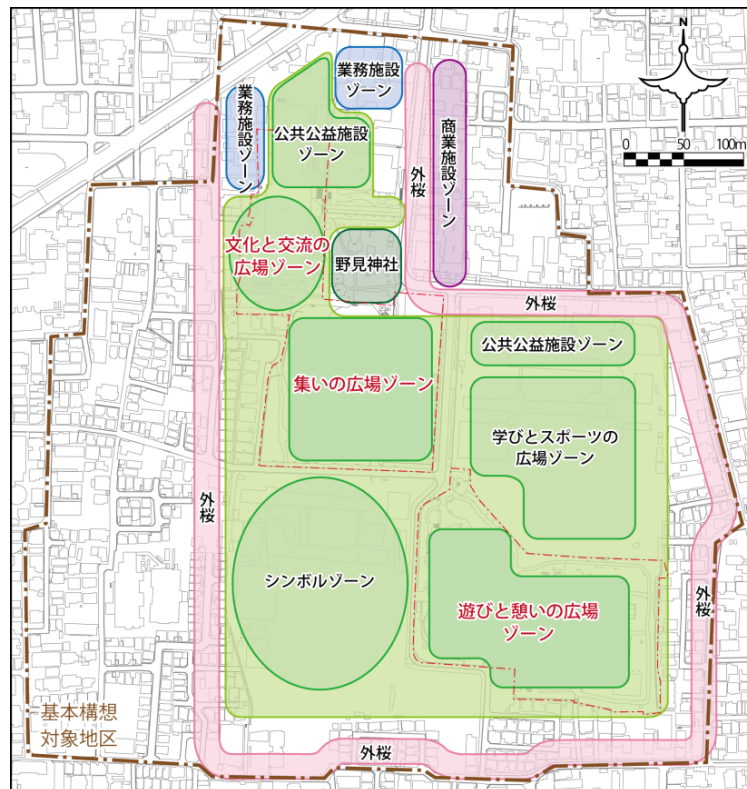 業務施設
ゾーン
業務施設ゾーン
公共公益施設
ゾーン
外桜
商業施設ゾーン
N
0
50
100m
文化と交流の
広場ゾーン
野見神社
外桜
公共公益施設ゾーン
集いの広場ゾーン
学びとスポーツの
広場ゾーン
外桜
シンボルゾーン
遊びと憩いの広場
ゾーン
外桜
基本構想
対象地区
外桜